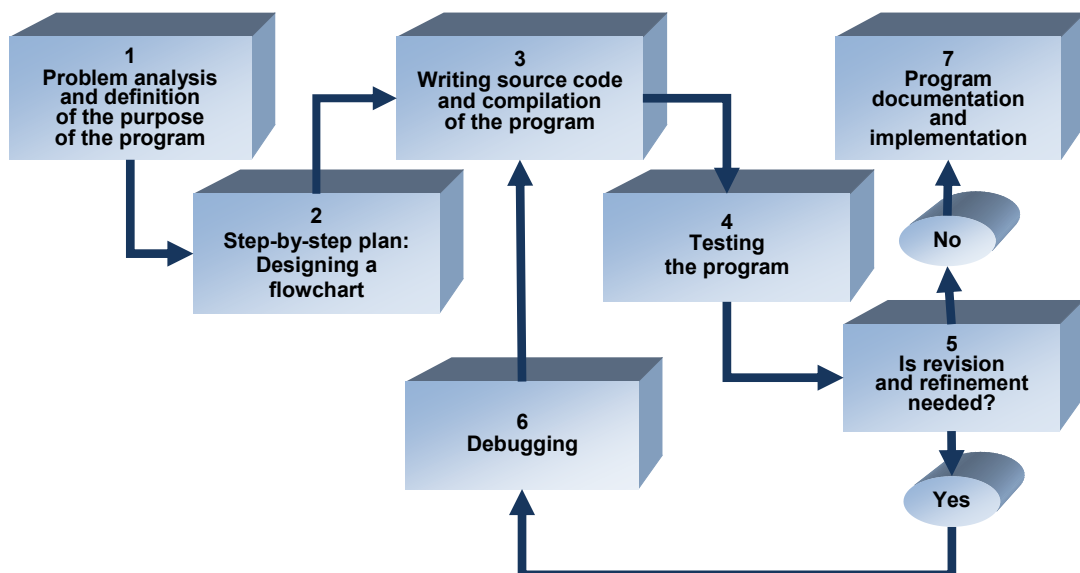 1
Problem analysis
and definition
of the purpose
of the program
2
Step-by-step plan:
Designing a
flowchart
3
Writing source code
and compilation
of the program
4
Testing
the program
5
Is revision
and refinement
needed?
Yes
6
Debugging
No
7
Program
documentation
and
implementation